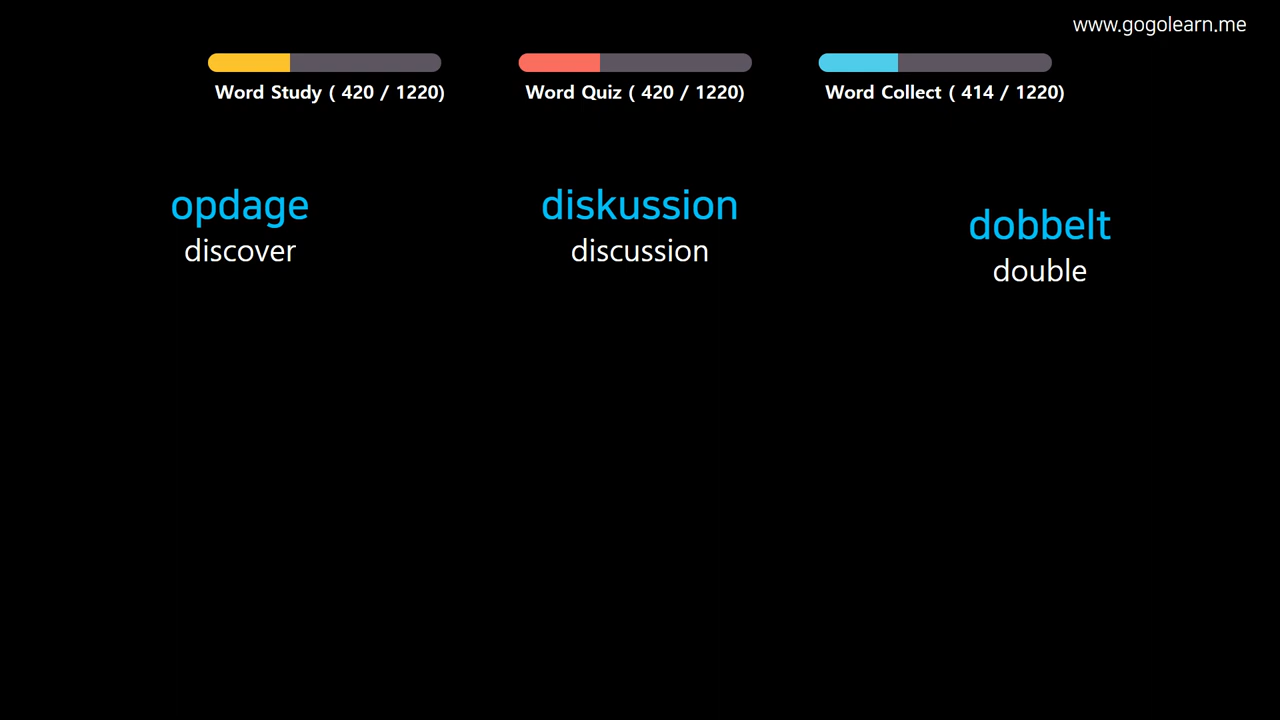 www.gogolearn.me
Word Study ( 420 / 1220)
Word Quiz ( 420 / 1220)
Word Collect ( 414 / 1220)
opdage
discover
diskussion
discussion
dobbelt
double